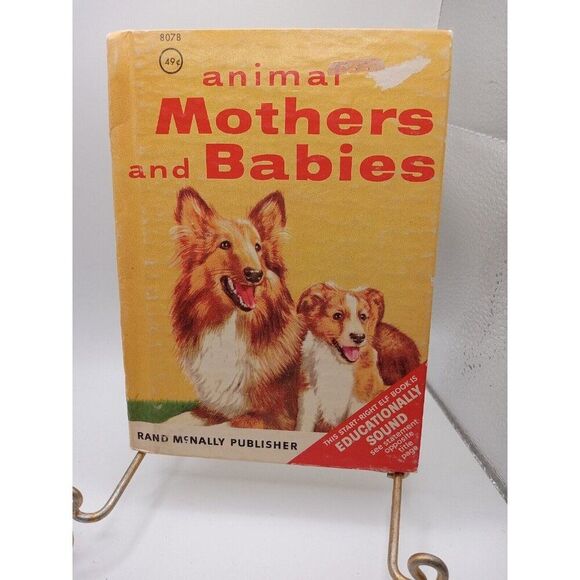 8078
49¢
animal
Mothers
and Babies
RAND MCNALLY PUBLISHER
THIS START-RIGHT ELF BOOK IS
EDUCATIONALLY
SOUND
see statement
opposite
title
page